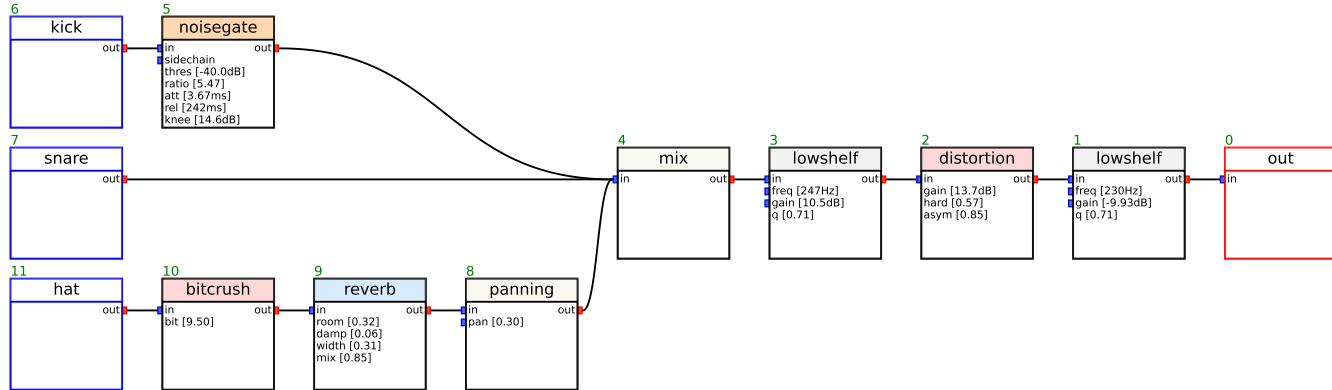 6
kick
out
5
noisegate
in out
sidechain
thres [-40.0dB]
ratio [5.47]
att [3.67ms]
rel [242ms]
knee [14.6dB]
7
snare
out
4
mix
in out
3
lowshelf
in out
freq [247Hz]
gain [10.5dB]
q [0.71]
2
distortion
in out
gain [13.7dB]
hard [0.57]
asym [0.85]
1
lowshelf
in out
freq [230Hz]
gain [-9.93dB]
q [0.71]
0
out
in
11
hat
out
10
bitcrush
in out
bit [9.50]
9
reverb
in out
room [0.32]
damp [0.06]
width [0.31]
mix [0.85]
8
panning
in out
pan [0.30]